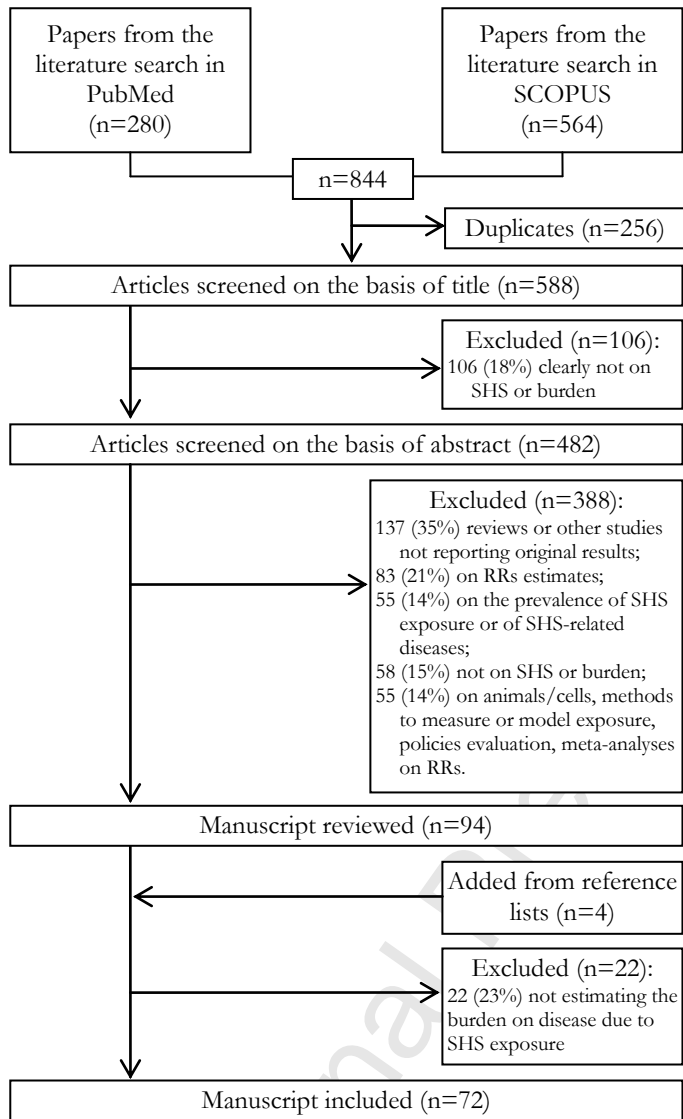 Papers from the
literature search in
PubMed
(n=280)
Papers from the
literature search in
SCOPUS
(n=564)
n=844
Duplicates (n=256)
Articles screened on the basis of title (n=588)
Excluded (n=106):
106 (18%) clearly not on
SHS or burden
Articles screened on the basis of abstract (n=482)
Excluded (n=388):
137 (35%) reviews or other studies
not reporting original results;
83 (21%) on RRs estimates;
55 (14%) on the prevalence of SHS
exposure or of SHS-related
diseases;
58 (15%) not on SHS or burden;
55 (14%) on animals/cells, methods
to measure or model exposure,
policies evaluation, meta-analyses
on RRs.
Manuscript reviewed (n=94)
Added from reference
lists (n=4)
Excluded (n=22):
22 (23%) not estimating the
burden on disease due to
SHS exposure
Manuscript included (n=72)